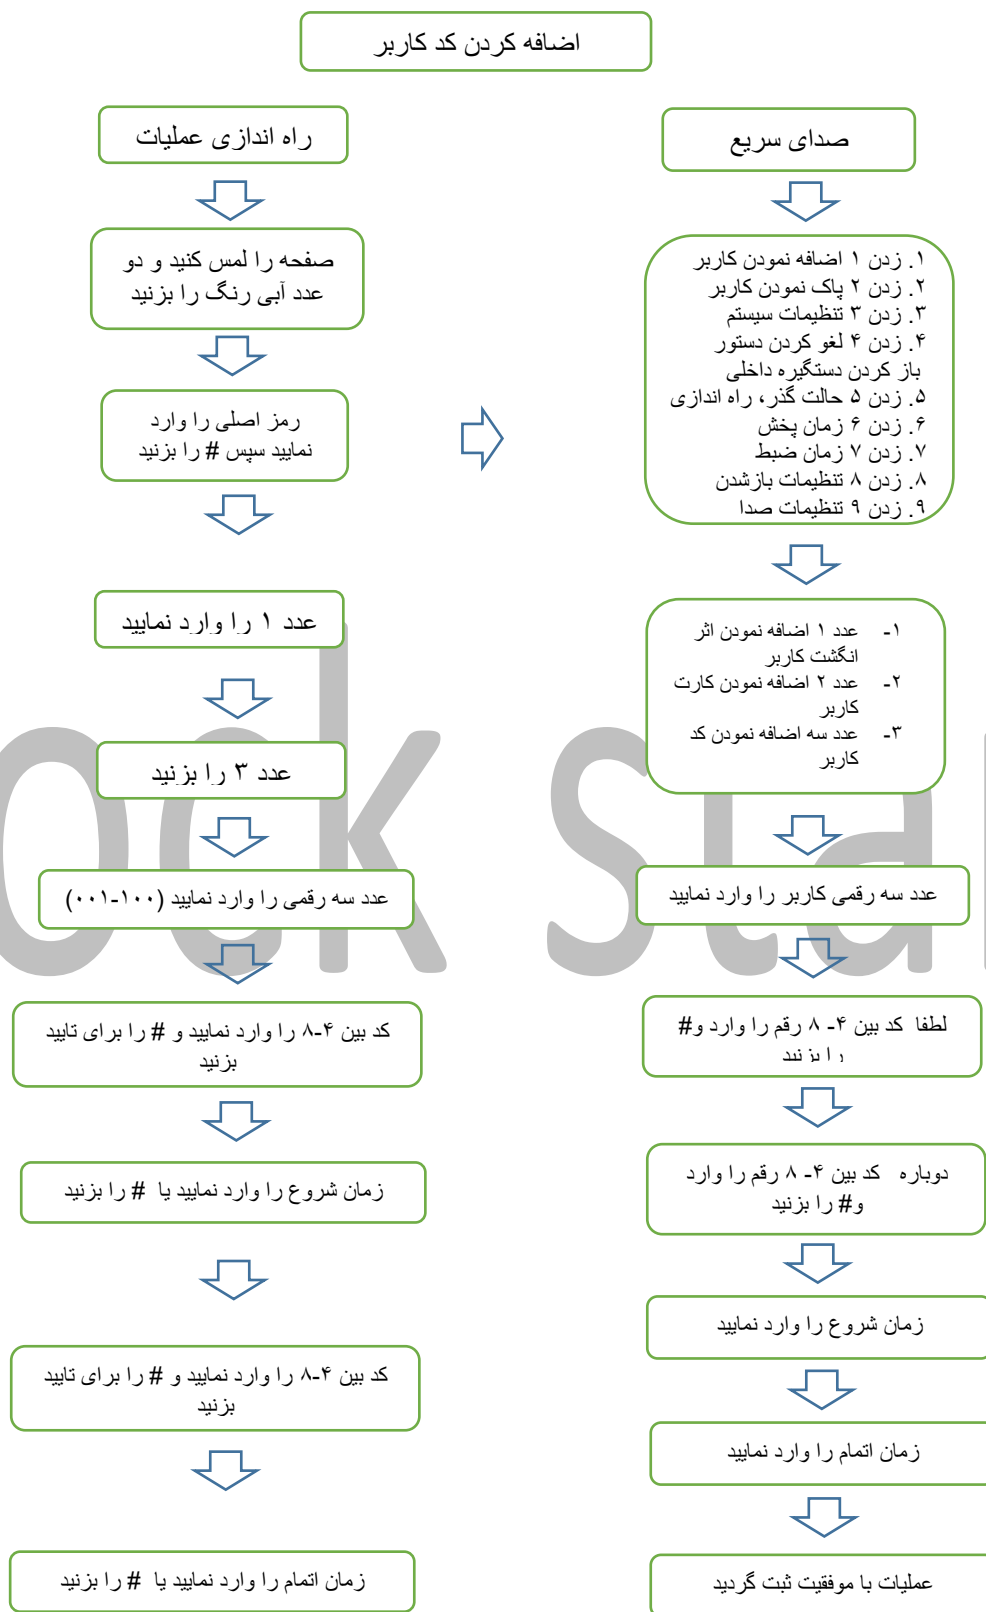 اضافه کردن کد کاربر
راه اندازی عملیات
صفحه را لمس کنید و دو
عدد آبی رنگ را بزنید
رمز اصلی را وارد
نمایید سپس # را بزنید
عدد ۱ را وارد نمایید
عدد ۳ را بزنید
عدد سه رقمی را وارد نمایید (۱۰۰-۰۰۱)
کد بین ۴-۸ را وارد نمایید و # را برای تایید
بزنید
زمان شروع را وارد نمایید یا # را بزنید
کد بین ۴-۸ را وارد نمایید و # را برای تایید
بزنید
زمان اتمام را وارد نمایید یا # را بزنید
صدای سریع
۱. زدن ۱ اضافه نمودن کاربر
۲. زدن ۲ پاک نمودن کاربر
۳. زدن ۳ تنظیمات سیستم
۴. زدن ۴ لغو کردن دستور
باز کردن دستگیره داخلی
۵. زدن ۵ حالت گذر، راه اندازی
۶. زدن ۶ زمان پخش
۷. زدن ۷ زمان ضبط
۸. زدن ۸ تنظیمات بازشدن
۹. زدن ۹ تنظیمات صدا
۱- عدد ۱ اضافه نمودن اثر
انگشت کاربر
۲- عدد ۲ اضافه نمودن کارت
کاربر
۳- عدد سه اضافه نمودن کد
کاربر
عدد سه رقمی کاربر را وارد نمایید
لطفا کد بین ۴- ۸ رقم را وارد و#
را بزنید
دوباره کد بین ۴- ۸ رقم را وارد
و# را بزنید
زمان شروع را وارد نمایید
زمان اتمام را وارد نمایید
عملیات با موفقیت ثبت گردید
ock sta